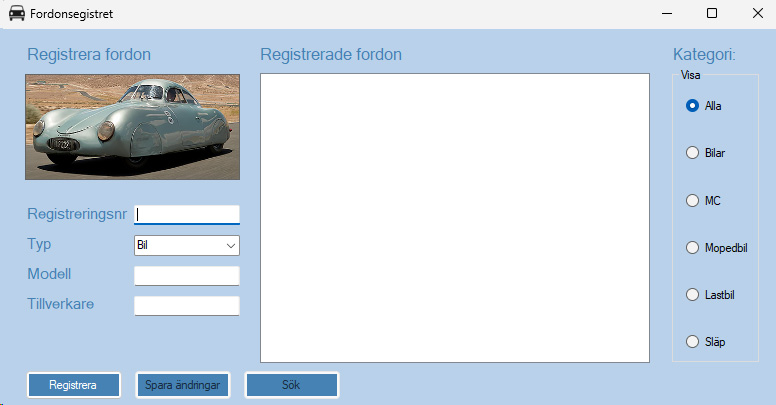 Fordonsegistret
Registrera fordon
Registrerade fordon
Kategori:
Visa
Alla
Bilar
MC
Mopedbil
Lastbil
Släp
Registreringsnr
Typ
Bil
Modell
Tillverkare
Registrera
Spara ändringar
Sök